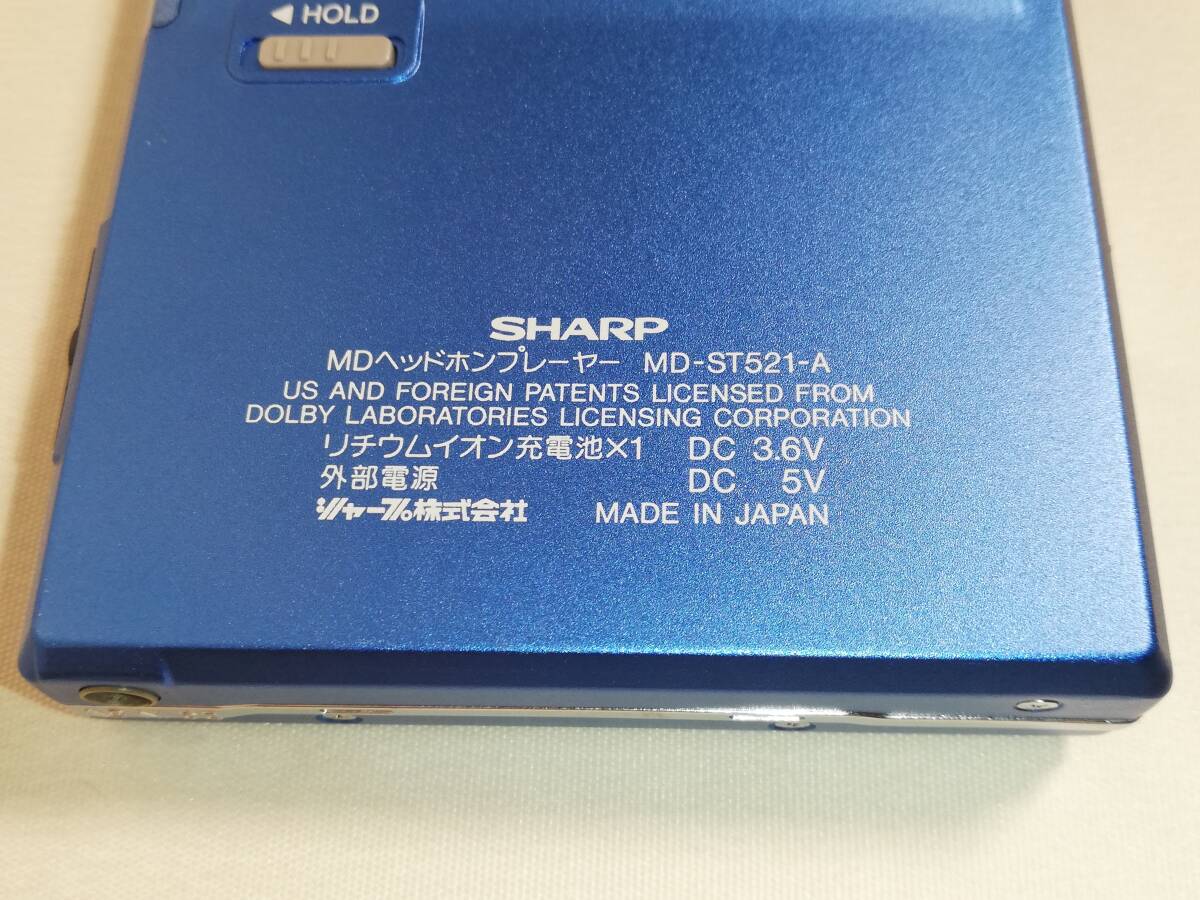 ◀ HOLD
SHARP
MDヘッドホンプレーヤー MD-ST521-A
US AND FOREIGN PATENTS LICENSED FROM
DOLBY LABORATORIES LICENSING CORPORATION
リチウムイオン充電池×1 DC 3.6V
外部電源 DC 5V
シャープ株式会社 MADE IN JAPAN